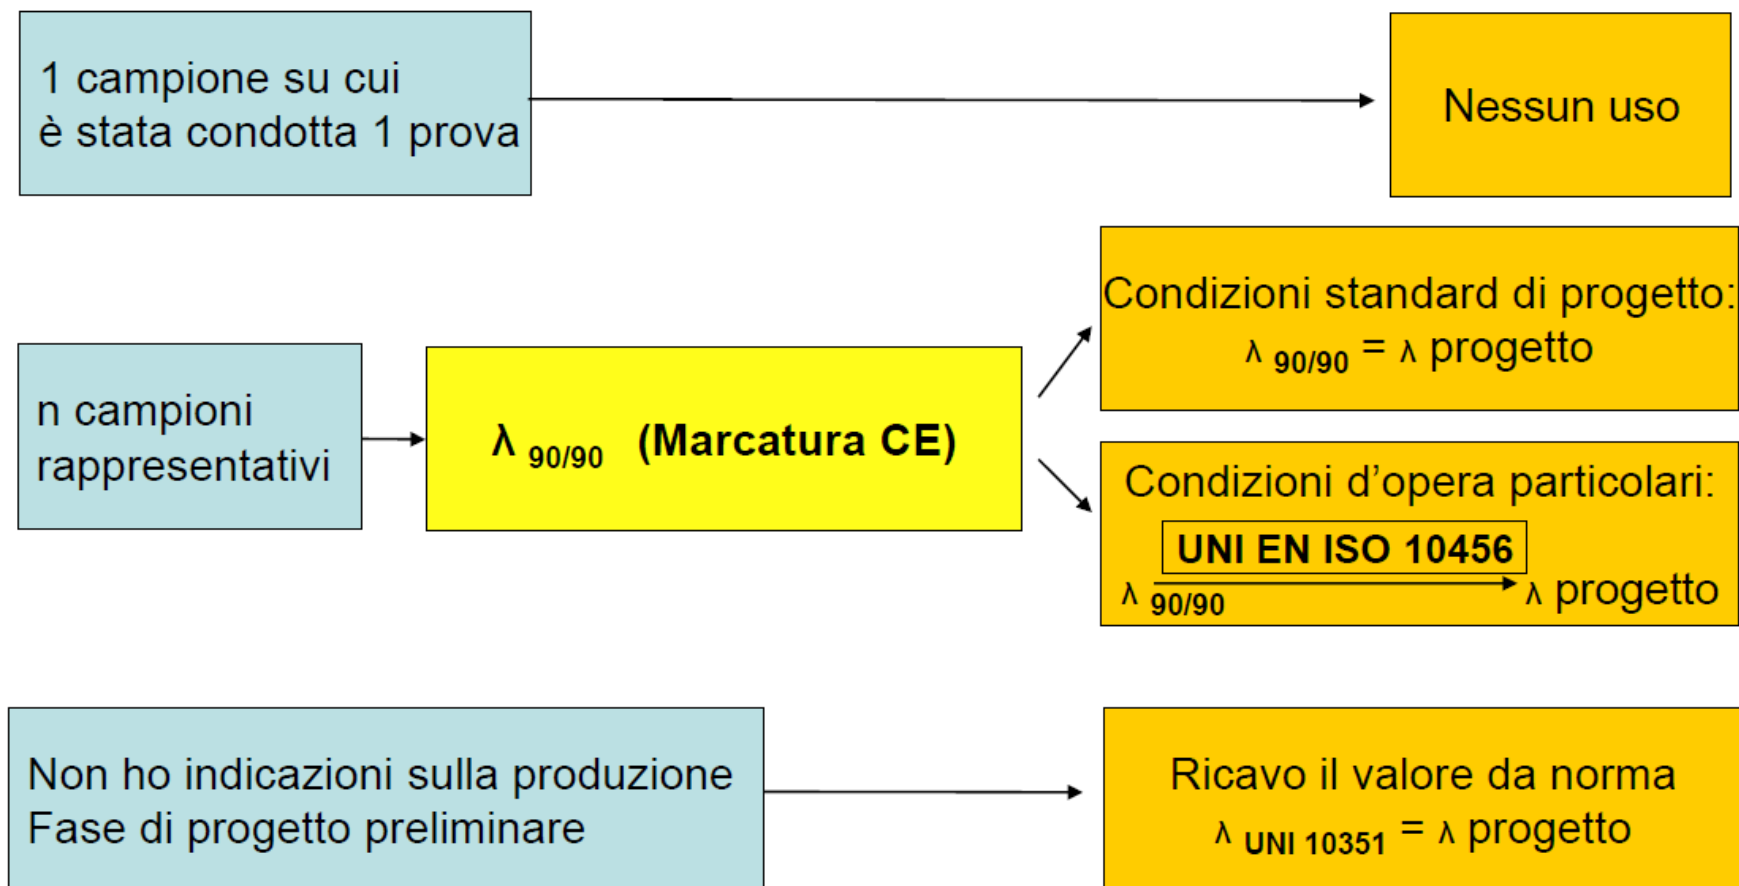 1 campione su cui
è stata condotta 1 prova
Nessun uso
n campioni
rappresentativi
λ 90/90 (Marcatura CE)
Condizioni standard di progetto:
λ 90/90 = λ progetto
Condizioni d'opera particolari:
UNI EN ISO 10456
λ 90/90 λ progetto
Non ho indicazioni sulla produzione
Fase di progetto preliminare
Ricavo il valore da norma
λ UNI 10351 = λ progetto